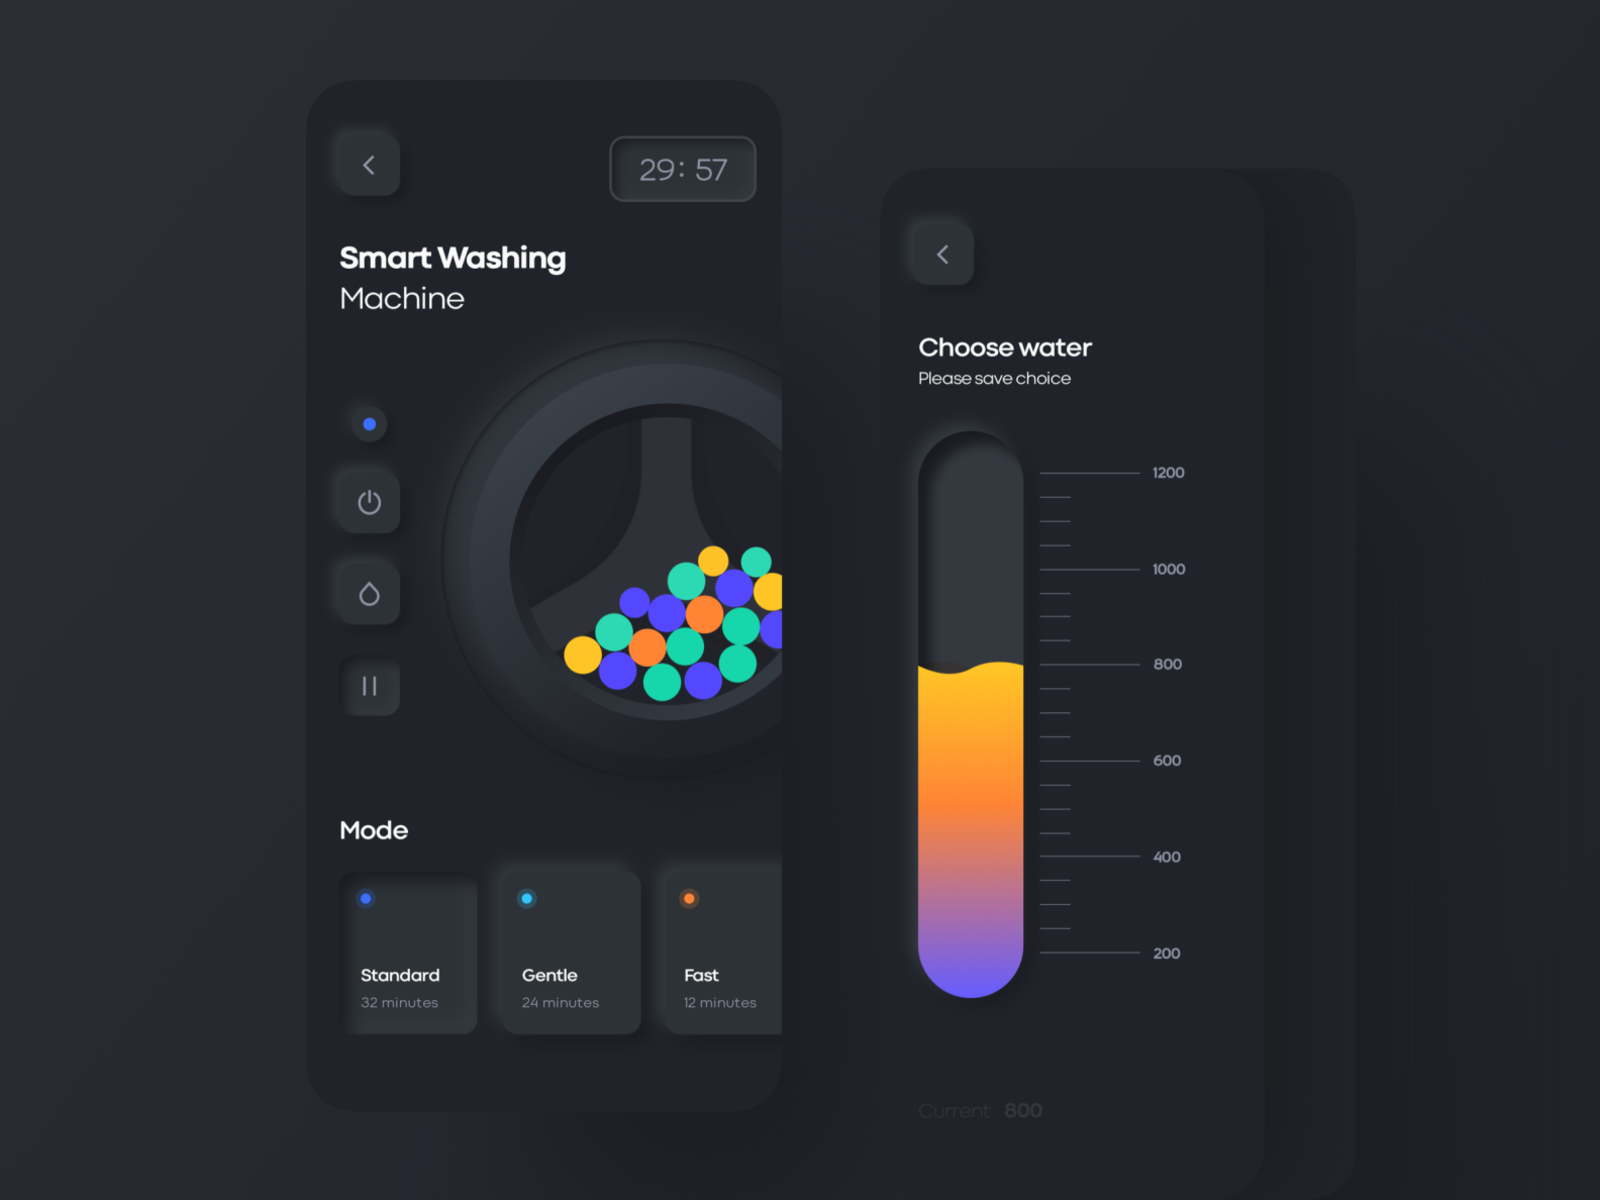 29: 57
Smart Washing
Machine
Mode
Standard
32 minutes
Gentle
24 minutes
Fast
12 minutes
Choose water
Please save choice
1200
1000
800
600
400
200
Current 800